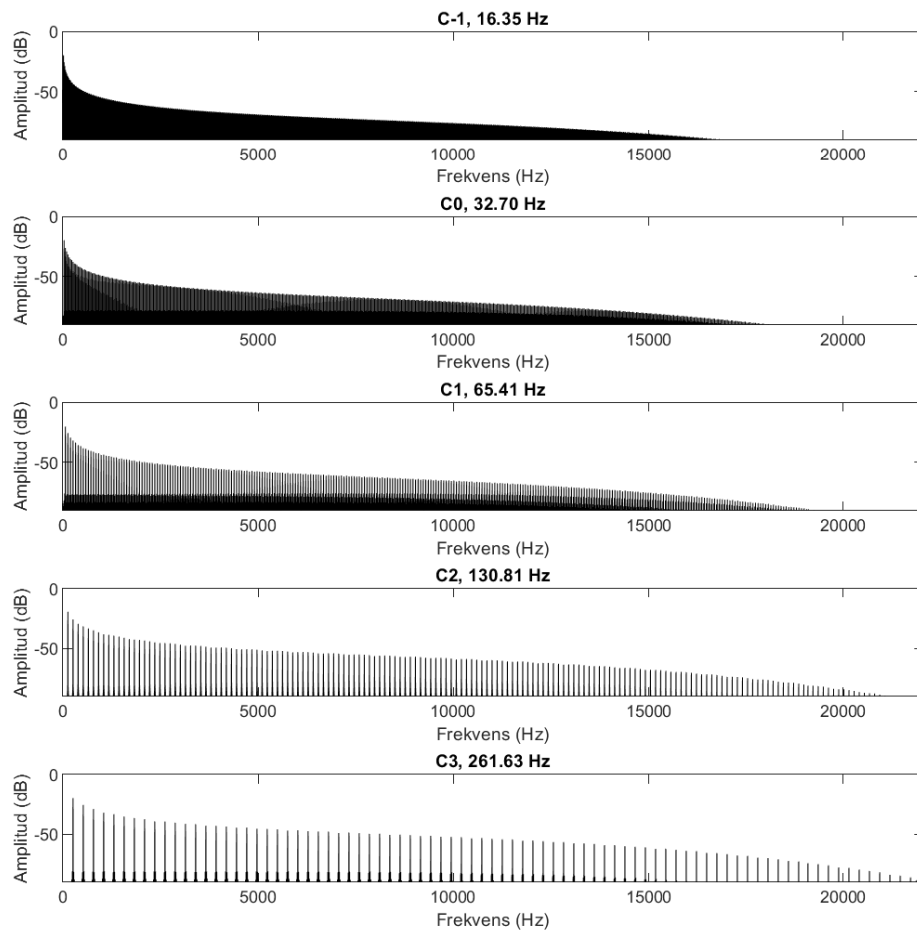 C-1, 16.35 Hz
0
-50
Amplitud (dB)
0 5000 10000 15000 20000
Frekvens (Hz)
C0, 32.70 Hz
0
-50
Amplitud (dB)
0 5000 10000 15000 20000
Frekvens (Hz)
C1, 65.41 Hz
0
-50
Amplitud (dB)
0 5000 10000 15000 20000
Frekvens (Hz)
C2, 130.81 Hz
0
-50
Amplitud (dB)
0 5000 10000 15000 20000
Frekvens (Hz)
C3, 261.63 Hz
0
-50
Amplitud (dB)
0 5000 10000 15000 20000
Frekvens (Hz)